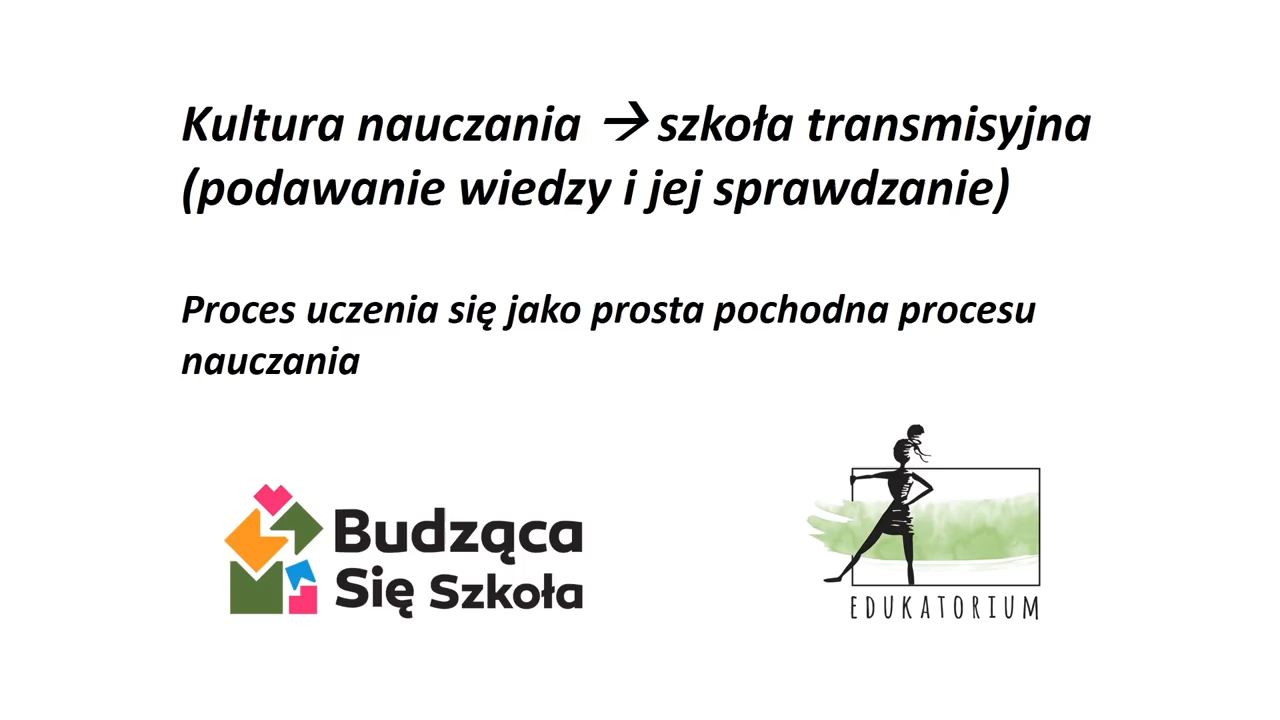 Kultura nauczania → szkoła transmisyjna
(podawanie wiedzy i jej sprawdzanie)
Proces uczenia się jako prosta pochodna procesu
nauczania
Budząca
Się Szkoła
EDUKATORIUM